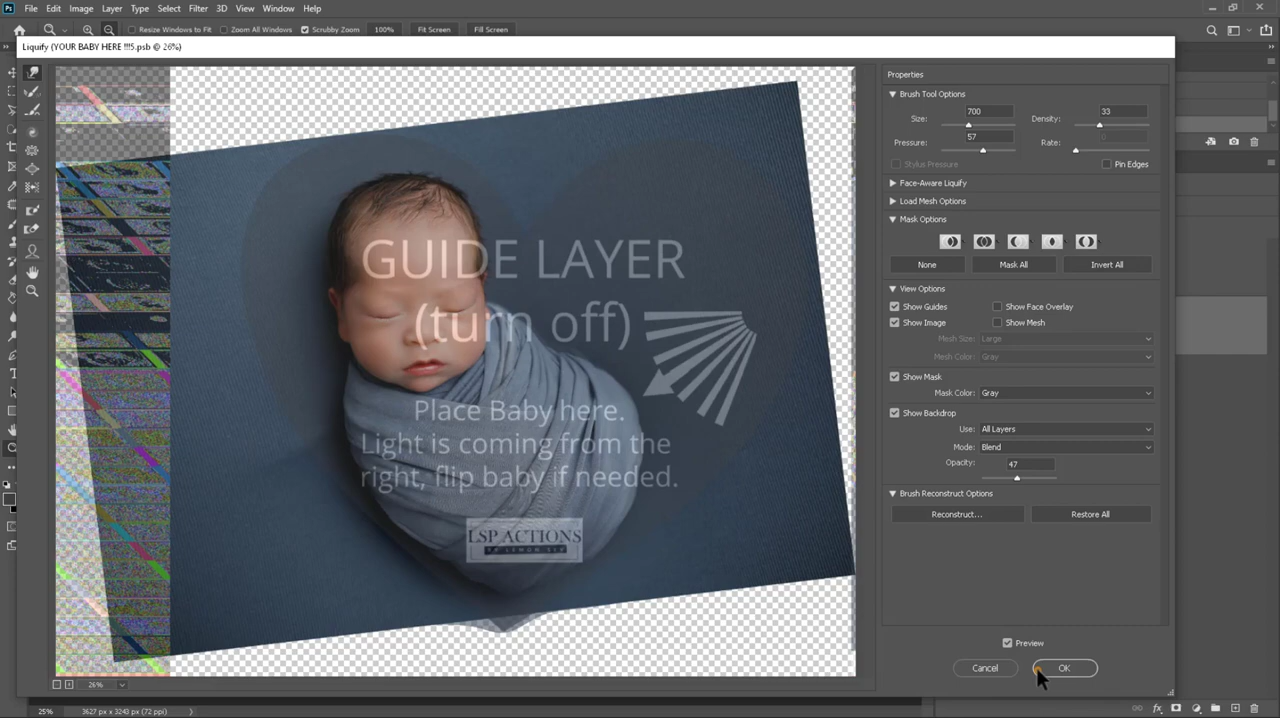 File Edit Image Layer Type Select Filter 3D View Window Help
Resize Windows to Fit Zoom All Windows Scrubby Zoom 100% Fit Screen Fill Screen
Liquify (YOUR BABY HERE !!!5.psb @ 26%)
Properties
Brush Tool Options
Size: 700 Density: 33
Pressure: 57 Rate:
Stylus Pressure Pin Edges
Face-Aware Liquify
Load Mesh Options
Mask Options
None Mask All Invert All
View Options
Show Guides Show Face Overlay
Show Image Show Mesh
Mesh Size: Large
Mesh Color: Gray
Show Mask
Mask Color: Gray
Show Backdrop
Use: All Layers
Mode: Blend
Opacity: 47
Brush Reconstruct Options
Reconstruct... Restore All
Preview
Cancel OK
GUIDE LAYER
(turn off)
Place Baby here.
Light is coming from the
right, flip baby if needed.
LSP ACTIONS
26%
25% 3627 px x 3243 px (72 ppi)